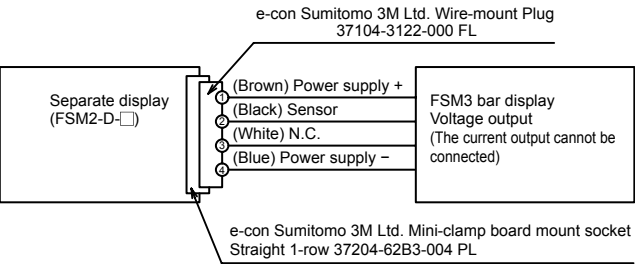 e-con Sumitomo 3M Ltd. Wire-mount Plug
37104-3122-000 FL
Separate display
(FSM2-D-□)
① (Brown) Power supply +
② (Black) Sensor
③ (White) N.C.
④ (Blue) Power supply −
FSM3 bar display
Voltage output
(The current output cannot be
connected)
e-con Sumitomo 3M Ltd. Mini-clamp board mount socket
Straight 1-row 37204-62B3-004 PL